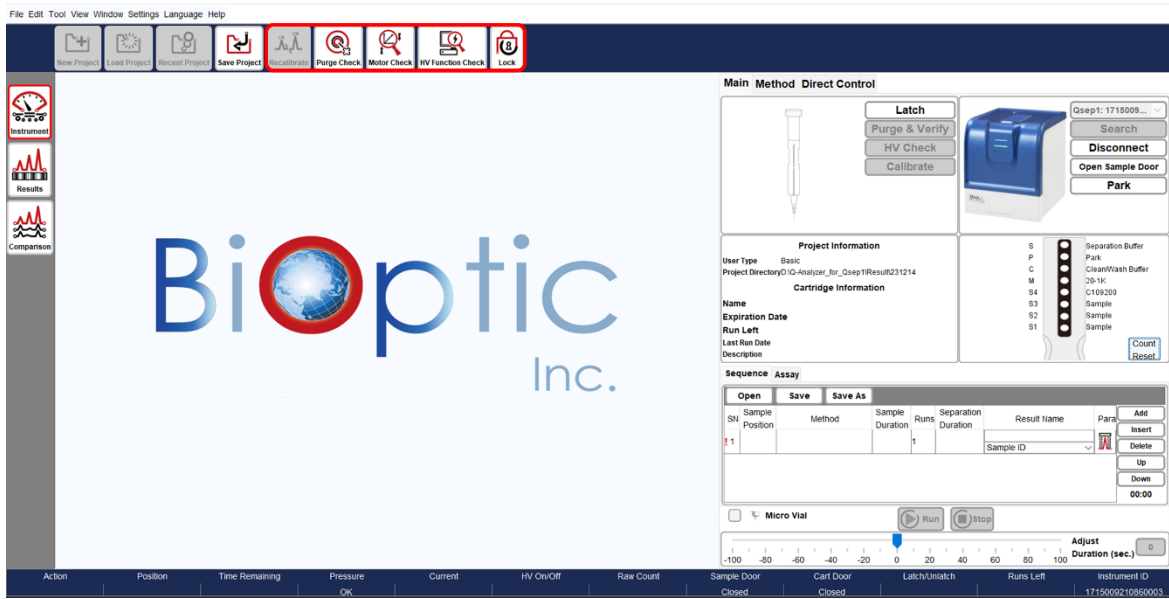 File Edit Tool View Window Settings Language Help
New Project Load Project Recent Project Save Project Recalibrate Purge Check Motor Check HV Function Check Lock
Instrument
Results
Comparison
BiOptic
Inc.
Main Method Direct Control
Latch
Purge & Verify
HV Check
Calibrate
Qsep1: 1715009...
Search
Disconnect
Open Sample Door
Park
Project Information
User Type Basic
Project Directory D:\Q-Analyzer_for_Qsep1\Result\231214
Cartridge Information
Name
Expiration Date
Run Left
Last Run Date
Description
S Separation Buffer
P Park
C Clean/Wash Buffer
M 20-1K
S4 C109200
S3 Sample
S2 Sample
S1 Sample
Count
Reset
Sequence Assay
Open Save Save As
SN Sample Position Method Sample Duration Runs Separation Duration Result Name Para
! 1 1 Sample ID
Add
Insert
Delete
Up
Down
00:00
Micro Vial Run Stop
-100 -80 -60 -40 -20 0 20 40 60 80 100
Adjust
Duration (sec.) 0
Action Position Time Remaining Pressure Current HV On/Off Raw Count Sample Door Cart Door Latch/Unlatch Runs Left Instrument ID
OK Closed Closed 1715009210860003